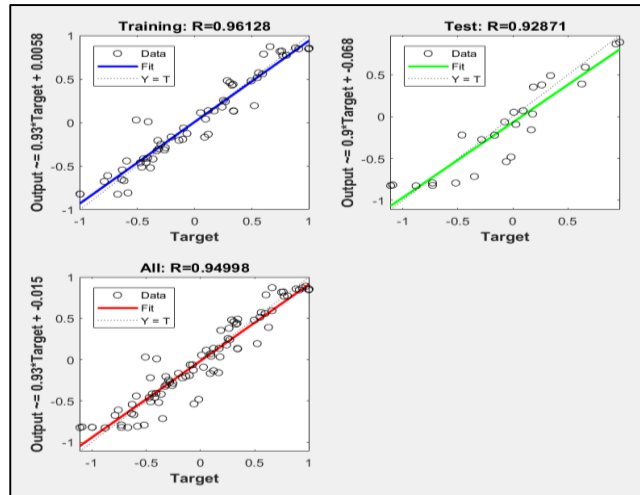 Training: R=0.96128
Output ~= 0.93*Target + 0.0058
1
0.5
0
-0.5
-1
Data
Fit
Y = T
-1
-0.5
0
0.5
1
Target
Test: R=0.92871
Output ~= 0.9*Target + -0.068
0.5
0
-0.5
-1
Data
Fit
Y = T
-1
-0.5
0
0.5
Target
All: R=0.94998
Output ~= 0.93*Target + -0.015
1
0.5
0
-0.5
-1
Data
Fit
Y = T
-1
-0.5
0
0.5
1
Target